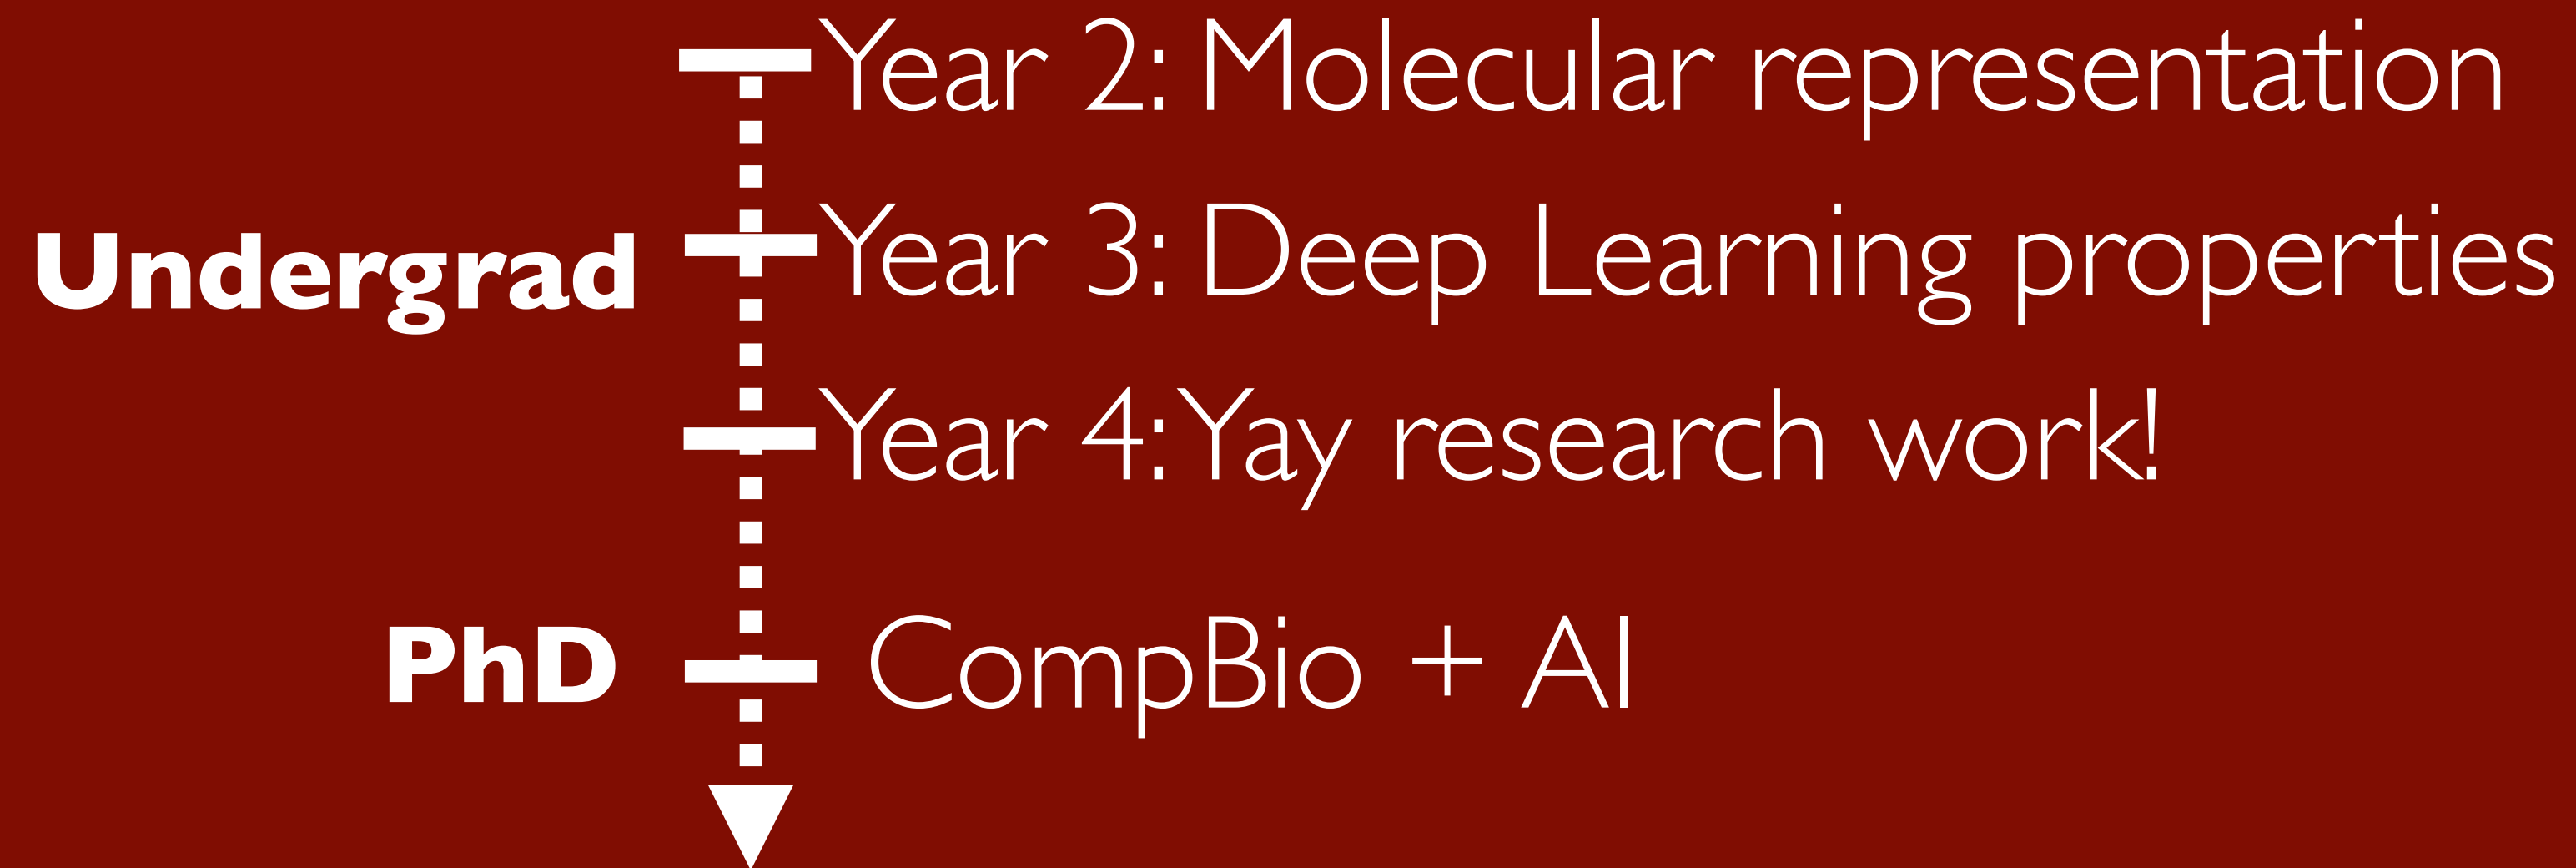 Year 2: Molecular representation
Undergrad
Year 3: Deep Learning properties
Year 4: Yay research work!
PhD
CompBio + AI